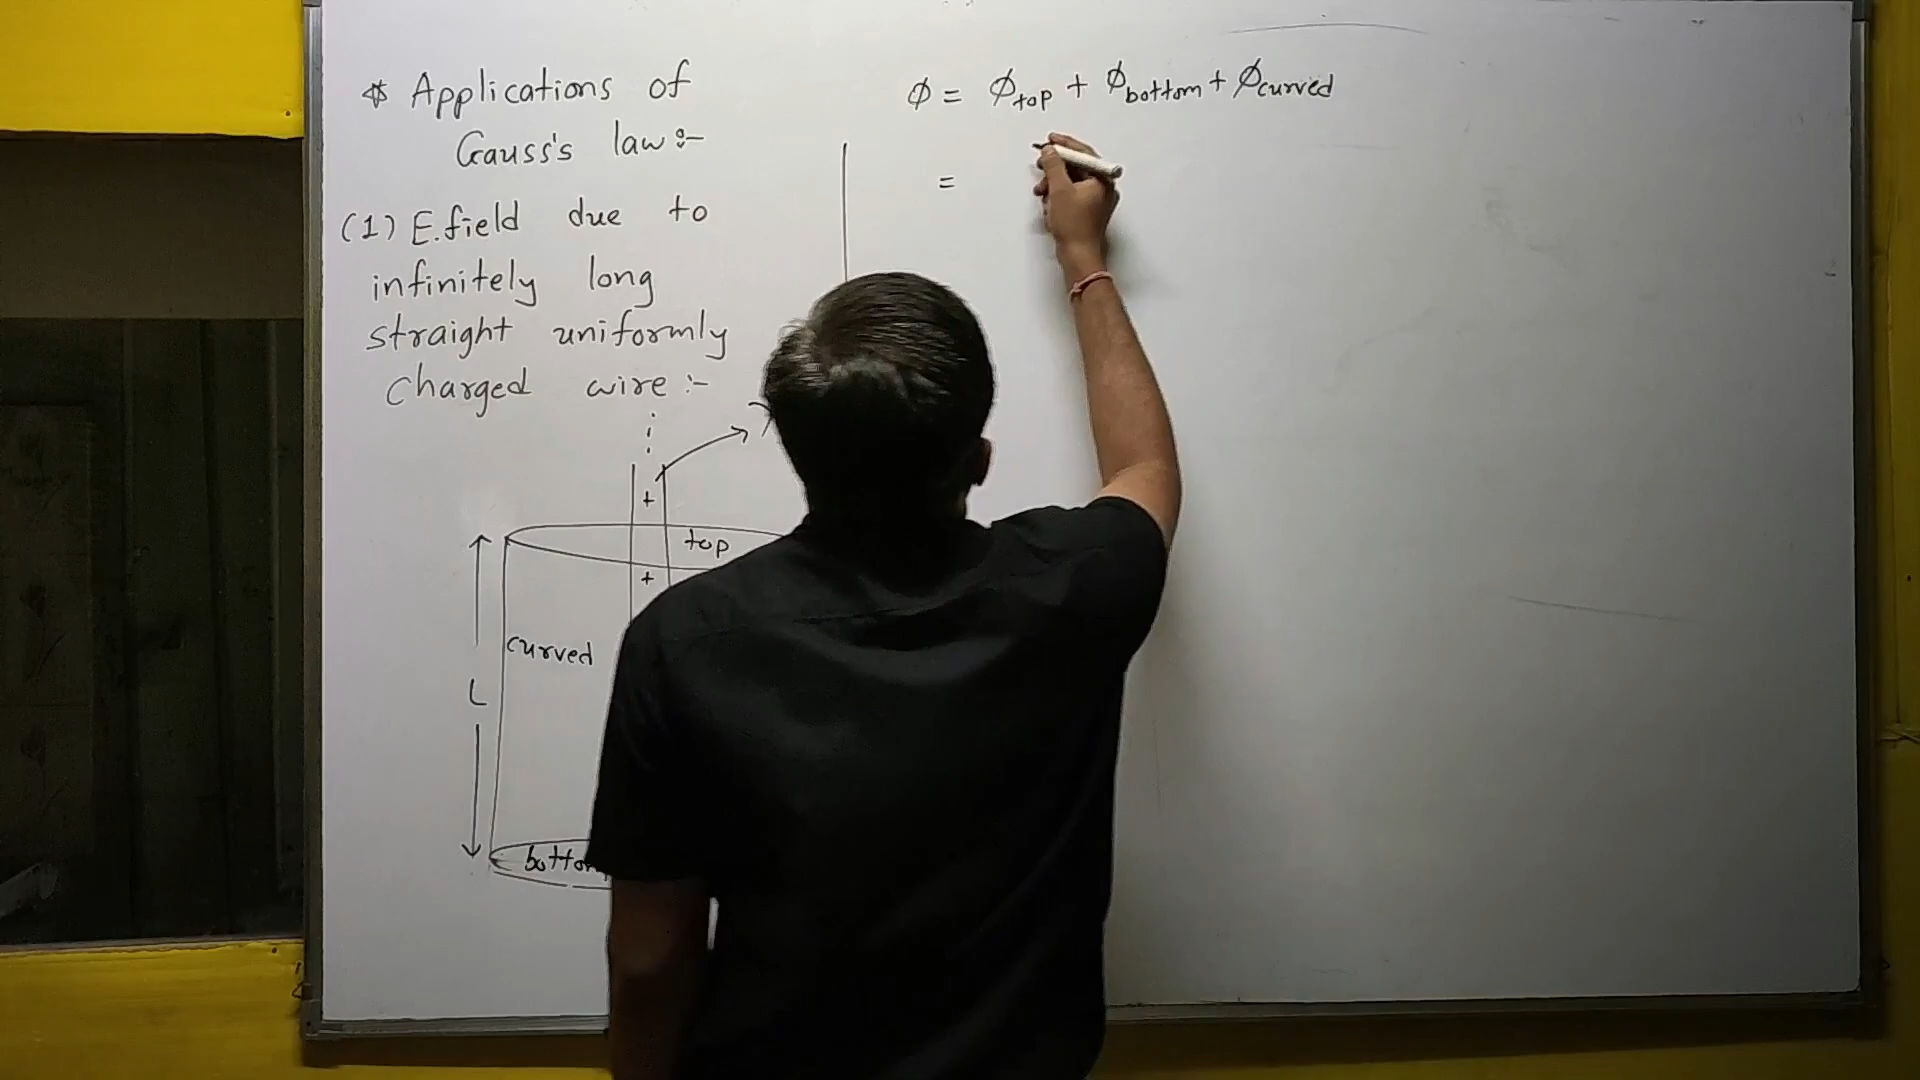 * Applications of
Gauss's law :-
(1) E.field due to
infinitely long
straight uniformly
charged wire :-
+
top
+
curved
L
ϕ = ϕtop + ϕbottom + ϕcurved
=